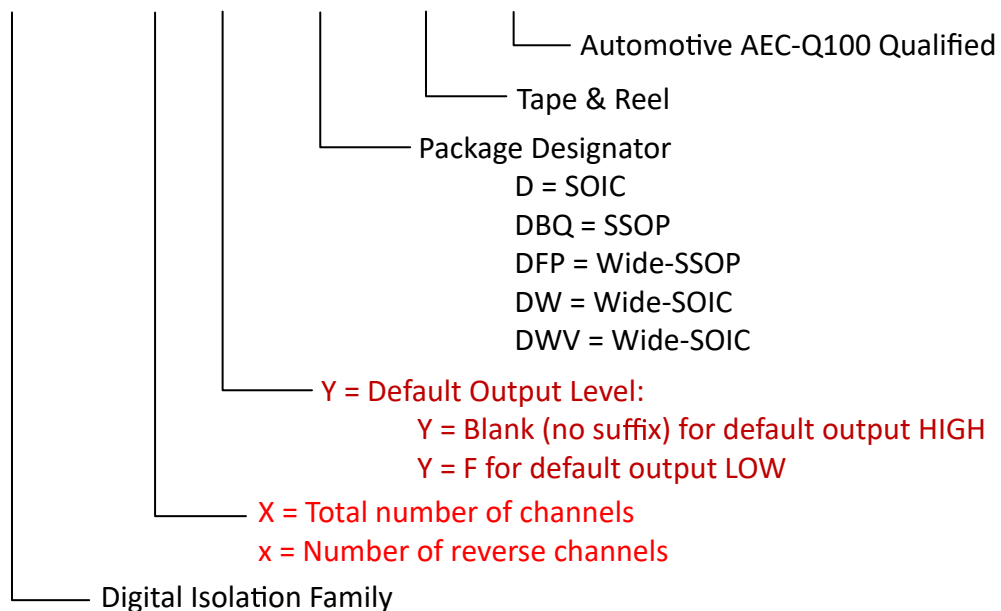 Automotive AEC-Q100 Qualified
Tape & Reel
Package Designator
D = SOIC
DBQ = SSOP
DFP = Wide-SSOP
DW = Wide-SOIC
DWV = Wide-SOIC
Y = Default Output Level:
Y = Blank (no suffix) for default output HIGH
Y = F for default output LOW
X = Total number of channels
x = Number of reverse channels
Digital Isolation Family